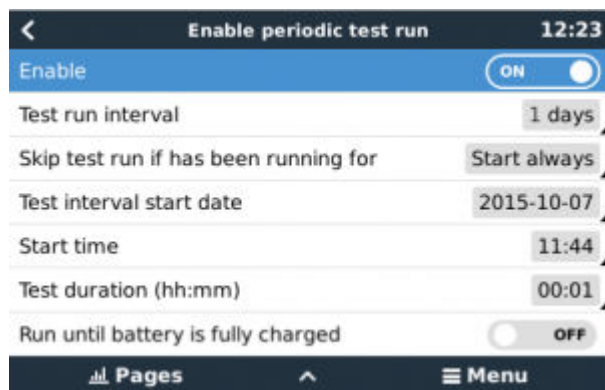 Enable periodic test run 12:23
Enable ON
Test run interval 1 days
Skip test run if has been running for Start always
Test interval start date 2015-10-07
Start time 11:44
Test duration (hh:mm) 00:01
Run until battery is fully charged OFF
Pages Menu